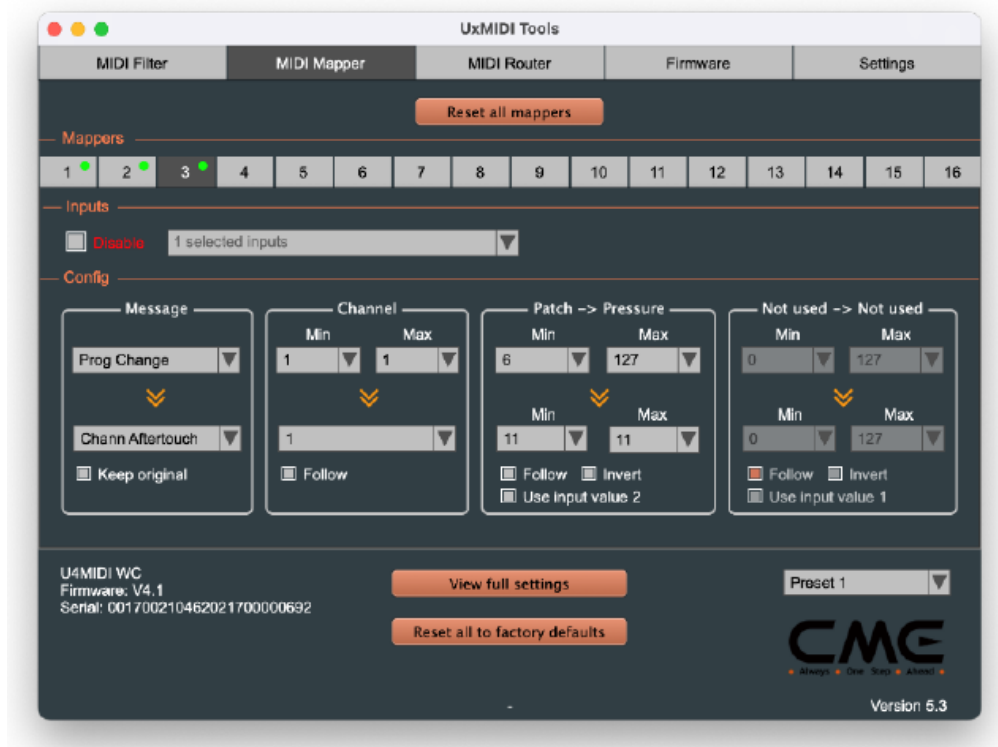 UxMIDI Tools
MIDI Filter MIDI Mapper MIDI Router Firmware Settings
Reset all mappers
Mappers
1 2 3 4 5 6 7 8 9 10 11 12 13 14 15 16
Inputs
Disable 1 selected inputs
Config
Message Channel Patch -> Pressure Not used -> Not used
Min Max Min Max Min Max
Prog Change 1 1 6 127 0 127
Min Max Min Max
Chann Aftertouch 1 11 11 0 127
Keep original Follow Follow Invert Follow Invert
Use input value 2 Use input value 1
U4MIDI WC
Firmware: V4.1
Serial: 001700210462021700000692
View full settings Preset 1
Reset all to factory defaults
CME
Always One Step Ahead
- Version 5.3